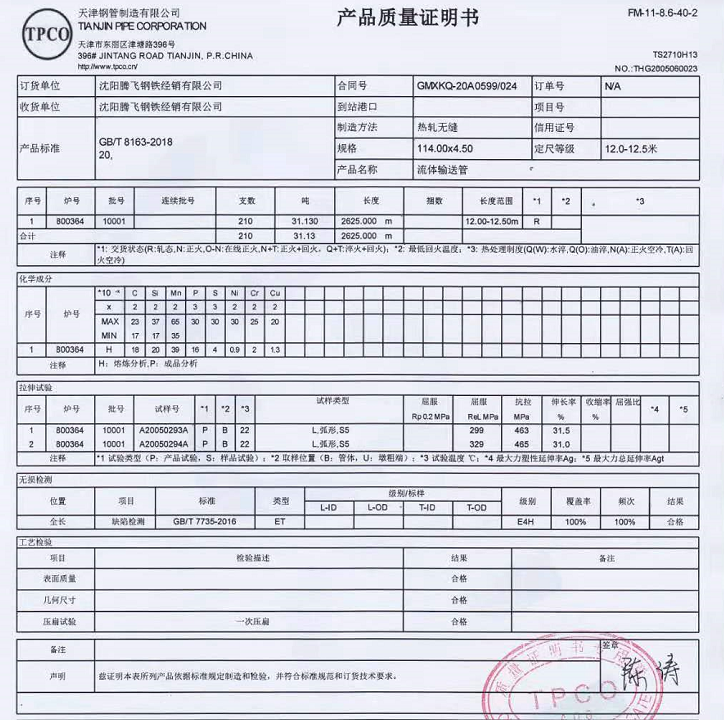 TPCO
天津钢管制造有限公司
TIANJIN PIPE CORPORATION
天津市东丽区津塘路396号
396# JINTANG ROAD TIANJIN, P.R.CHINA
http://www.tpco.cn/
产品质量证明书
FM-11-8.6-40-2
TS2710H13
NO.:THG2005060023
订货单位 沈阳腾飞钢铁经销有限公司 合同号 GMXKQ-20A0599/024 订单号 N/A
收货单位 沈阳腾飞钢铁经销有限公司 到站港口 项目号
产品标准 GB/T 8163-2018 20, 制造方法 热轧无缝 信用证号
规格 114.00x4.50 定尺等级 12.0-12.5米
产品名称 流体输送管
序号 炉号 批号 连续批号 支数 吨 长度 捆数 长度范围 *1 *2 *3
1 800364 10001 210 31.130 2625.000 m 12.00-12.50m R
合计 210 31.13 2625.000 m
注释 *1: 交货状态(R:轧态,N:正火,O-N:在线正火,N+T:正火+回火, Q+T:淬火+回火); *2: 最低回火温度; *3: 热处理制度(Q(W):水淬,Q(O):油淬,N(A):正火空冷,T(A):回
火空冷)
化学成分
序号 炉号 *10 C Si Mn P S Ni Cr Cu
x 2 2 2 3 3 2 2 2
MAX 23 37 65 30 30 30 25 20
MIN 17 17 35
1 800364 H 18 20 39 16 4 0.9 2 1.3
注释 H: 熔炼分析,P: 成品分析
拉伸试验
序号 炉号 批号 试样号 *1 *2 *3 试样类型 屈服 Rp0.2 MPa 屈服 ReL MPa 抗拉 MPa 伸长率 % 收缩率 % 屈强比 *4 *5
1 800364 10001 A20050293A P B 22 L,弧形,S5 299 463 31.5
2 800364 10001 A20050294A P B 22 L,弧形,S5 329 465 31.0
注释 *1 试验类型 (P: 产品试验, S: 样品试验); *2 取样位置 (B: 管体, U: 墩粗端); *3 试验温度 ℃; *4 最大力塑性延伸率Ag; *5 最大力总延伸率Agt
无损检测
位置 项目 标准 类型 级别/标样 级别 覆盖率 频次 结果
L-ID L-OD T-ID T-OD
全长 缺陷检测 GB/T 7735-2016 ET E4H 100% 100% 合格
工艺检验
项目 检验描述 结果 备注
表面质量 合格
几何尺寸 合格
压扁试验 一次压扁 合格
备注 签章
声明 兹证明本表所列产品依据标准规定制造和检验, 并符合标准规范和订货技术要求。
陈涛
质量证明书专用
TPCO